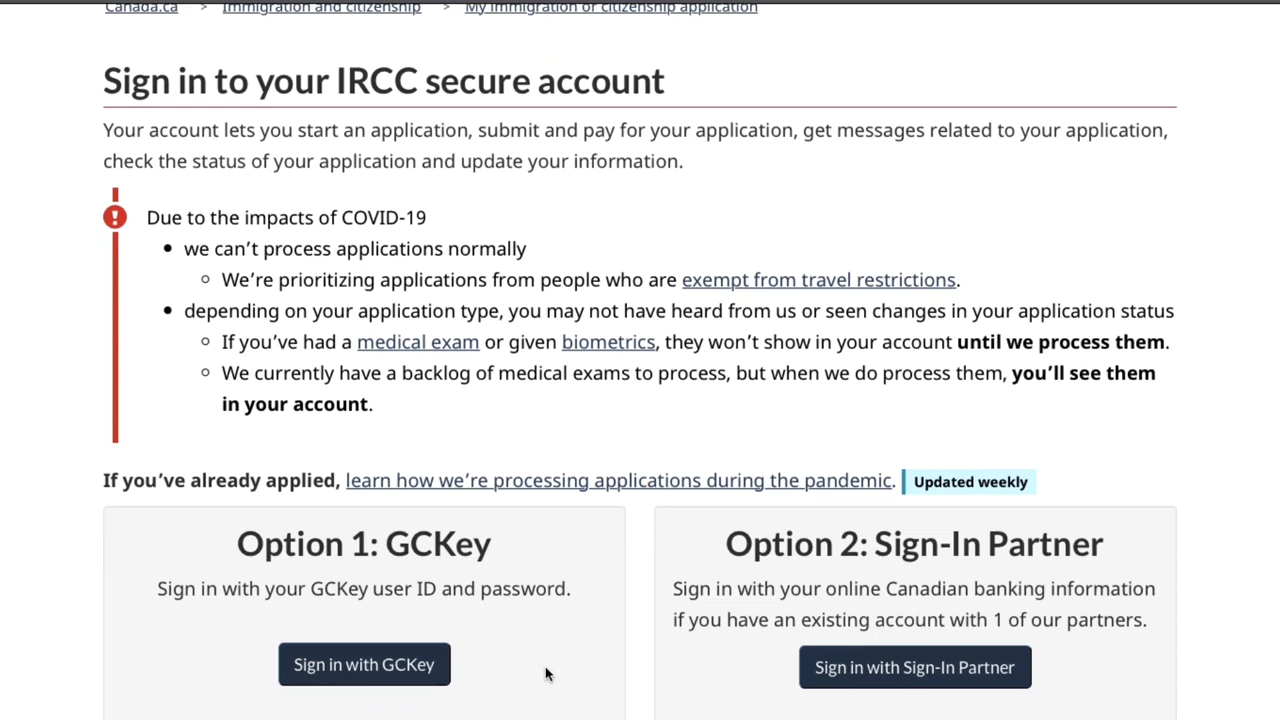 Canada.ca > Immigration and citizenship > My immigration or citizenship application
Sign in to your IRCC secure account
Your account lets you start an application, submit and pay for your application, get messages related to your application,
check the status of your application and update your information.
Due to the impacts of COVID-19
• we can’t process applications normally
◦ We’re prioritizing applications from people who are exempt from travel restrictions.
• depending on your application type, you may not have heard from us or seen changes in your application status
◦ If you’ve had a medical exam or given biometrics, they won’t show in your account until we process them.
◦ We currently have a backlog of medical exams to process, but when we do process them, you’ll see them
in your account.
If you’ve already applied, learn how we’re processing applications during the pandemic. Updated weekly
Option 1: GCKey
Sign in with your GCKey user ID and password.
Sign in with GCKey
Option 2: Sign-In Partner
Sign in with your online Canadian banking information
if you have an existing account with 1 of our partners.
Sign in with Sign-In Partner